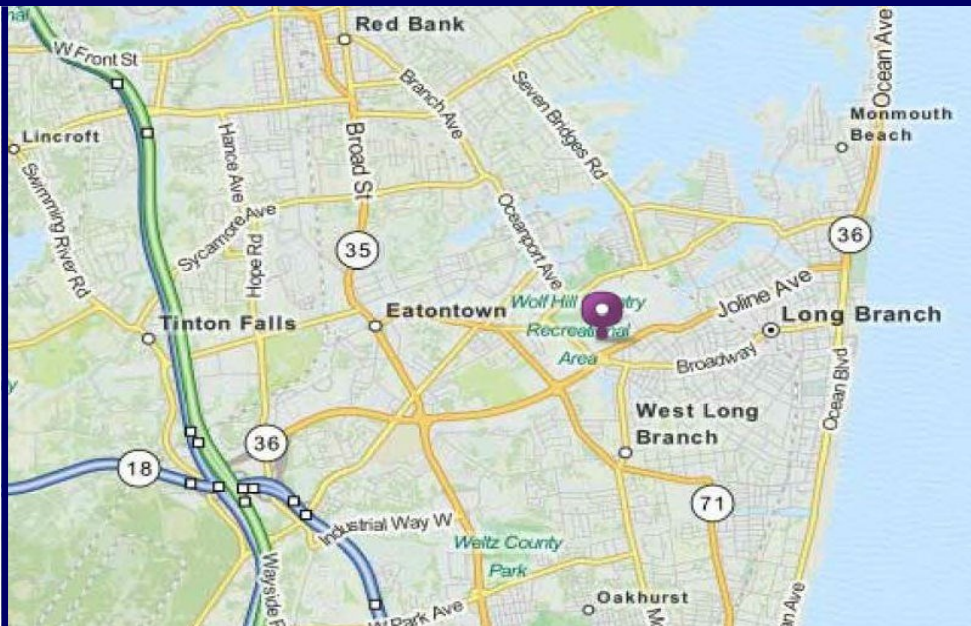 Red Bank
W Front St
Ocean Ave
Branch Ave
Seven Bridges Rd
Monmouth
Beach
Lincroft
Hance Ave
Broad St
Swimming River Rd
Sycamore Ave
Oceanport Ave
Hope Rd
35
36
Wolf Hill
Recreational
Area
Joline Ave
Eatontown
Tinton Falls
Long Branch
Broadway
Ocean Blvd
West Long
Branch
36
18
71
Industrial Way W
Weltz County
Park
Wayside
Oakhurst
W Park Ave